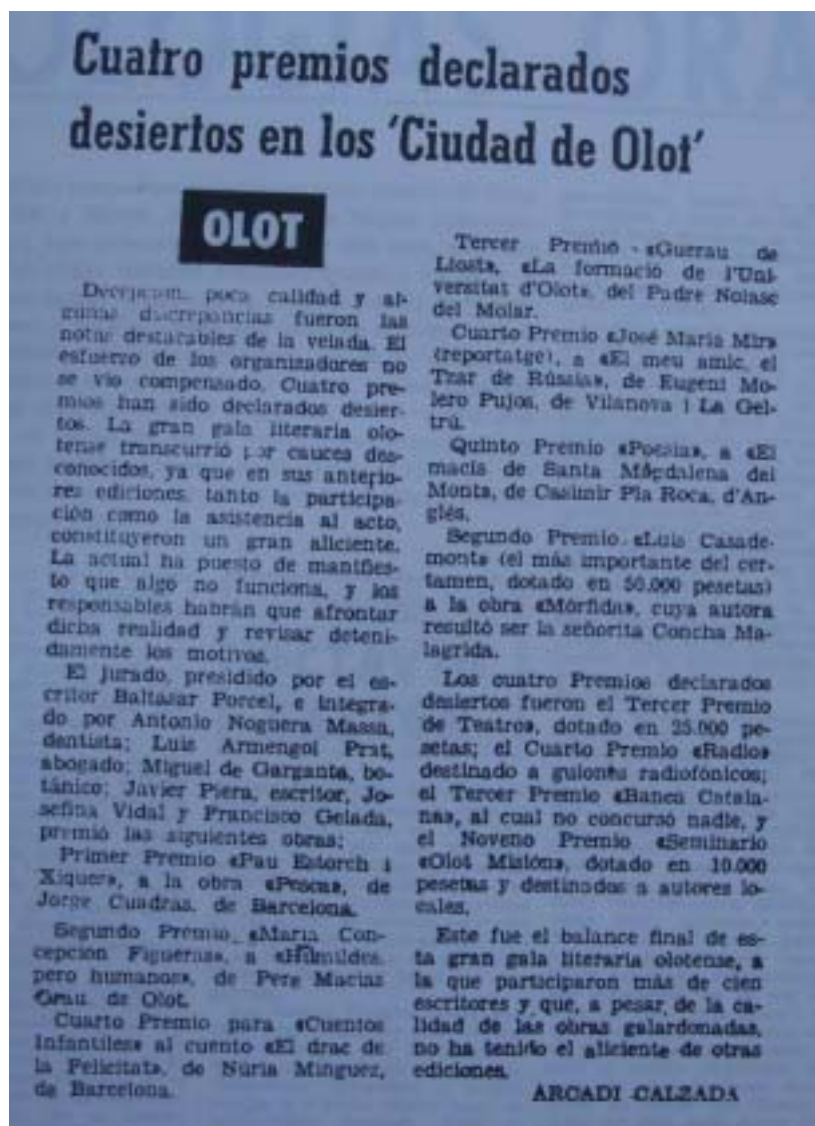 Cuatro premios declarados
desiertos en los 'Ciudad de Olot'
OLOT
Decepción, poca calidad y al-
gunas discrepancias fueron las
notas destacables de la velada. El
esfuerzo de los organizadores no
se vio compensado. Cuatro pre-
mios han sido declarados desier-
tos. La gran gala literaria olo-
tense transcurrió por cauces des-
conocidos, ya que en sus anterio-
res ediciones, tanto la participa-
ción como la asistencia al acto,
constituyeron un gran aliciente.
La actual ha puesto de manifies-
to que algo no funciona, y los
responsables habrán que afrontar
dicha realidad y revisar deteni-
damente los motivos.
El jurado, presidido por el es-
critor Baltasar Porcel, e integra-
do por Antonio Noguera Massa,
dentista; Luis Armengol Prat,
abogado; Miguel de Garganta, bo-
tánico; Javier Piera, escritor, Jo-
sefina Vidal y Francisco Gelada,
premió las siguientes obras:
Primer Premio «Pau Estorch i
Xiquer», a la obra «Pesca», de
Jorge Cuadras, de Barcelona.
Segundo Premio «María Con-
cepción Figueras», a «Humildes,
pero humanos», de Pere Macias
Grau, de Olot.
Cuarto Premio para «Cuentos
Infantiles» al cuento «El drac de
la Felicitat», de Núria Mínguez,
de Barcelona.
Tercer Premio «Guerau de
Liost», «La formació de l'Uni-
versitat d'Olot», del Padre Nolasc
del Molar.
Cuarto Premio «José María Mir»
(reportatge), a «El meu amic, el
Tzar de Rússia», de Eugeni Mo-
lero Pujos, de Vilanova i La Gel-
trú.
Quinto Premio «Poesía», a «El
macis de Santa Magdalena del
Mont», de Casimir Pla Roca, d'An-
glés.
Segundo Premio «Luis Casade-
mont» (el más importante del cer-
tamen, dotado en 50.000 pesetas)
a la obra «Mórfida», cuya autora
resultó ser la señorita Concha Ma-
lagrida.
Los cuatro Premios declarados
desiertos fueron el Tercer Premio
de Teatro», dotado en 25.000 pe-
setas; el Cuarto Premio «Radio»
destinado a guiones radiofónicos;
el Tercer Premio «Banca Catala-
na», al cual no concursó nadie, y
el Noveno Premio «Seminario
«Olot Misión», dotado en 10.000
pesetas y destinados a autores lo-
cales.
Este fue el balance final de es-
ta gran gala literaria olotense, a
la que participaron más de cien
escritores y que, a pesar de la ca-
lidad de las obras galardonadas,
no ha tenido el aliciente de otras
ediciones.
ARCADI CALZADA